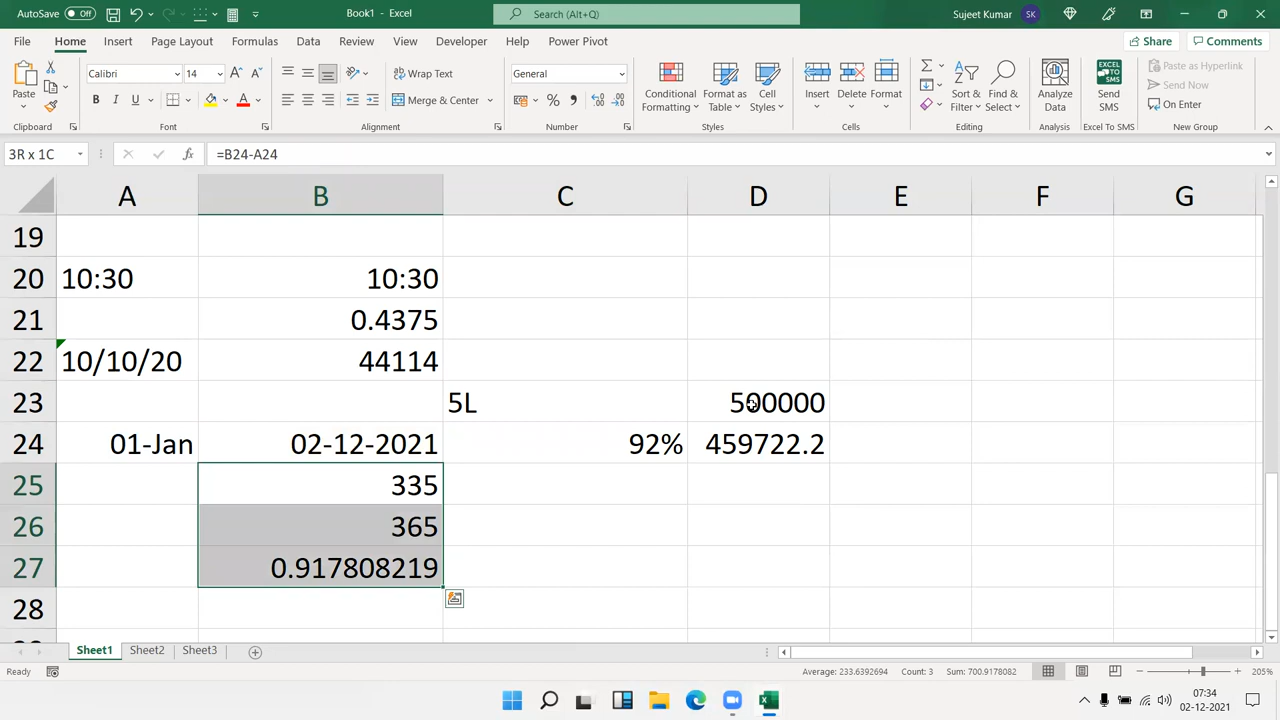 AutoSave Off Book1 - Excel Search (Alt+Q) Sujeet Kumar SK
File Home Insert Page Layout Formulas Data Review View Developer Help Power Pivot Share Comments
Paste Calibri 14 A A Wrap Text General Conditional Formatting Format as Table Cell Styles Insert Delete Format Sort & Filter Find & Select Analyze Data Send SMS Paste as Hyperlink
B I U A Merge & Center % Send Now
On Enter
Clipboard Font Alignment Number Styles Cells Editing Analysis Excel To SMS New Group
3R x 1C fx =B24-A24
A B C D E F G
19
20 10:30 10:30
21 0.4375
22 10/10/20 44114
23 5L 500000
24 01-Jan 02-12-2021 92% 459722.2
25 335
26 365
27 0.917808219
28
Sheet1 Sheet2 Sheet3
Ready Average: 233.6392694 Count: 3 Sum: 700.9178082 205%
07:34
02-12-2021